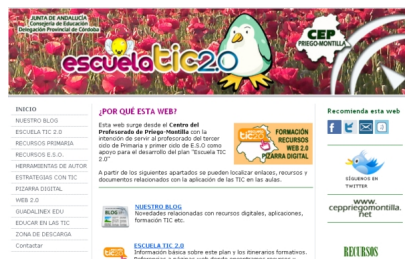 JUNTA DE ANDALUCÍA
Consejería de Educación
Delegación Provincial de Córdoba
escuela tic2.0
CEP
PRIEGO-MONTILLA
INICIO
NUESTRO BLOG
ESCUELA TIC 2.0
RECURSOS PRIMARIA
RECURSOS E.S.O.
HERRAMIENTAS DE AUTOR
ESTRATEGIAS CON TIC
PIZARRA DIGITAL
WEB 2.0
GUADALINEX EDU
EDUCAR EN LAS TIC
ZONA DE DESCARGA
Contactar
¿POR QUÉ ESTA WEB?
Esta web surge desde el Centro del
Profesorado de Priego-Montilla con la
intención de servir al profesorado del tercer
ciclo de Primaria y primer ciclo de E.S.O como
apoyo para el desarrollo del plan "Escuela TIC
2.0"
FORMACIÓN
RECURSOS
WEB 2.0
PIZARRA DIGITAL
A partir de los siguientes apartados se pueden localizar enlaces, recursos y
documentos relacionados con la aplicación de las TIC en las aulas.
NUESTRO BLOG
Novedades relacionadas con recursos digitales, aplicaciones,
formación TIC etc.
ESCUELA TIC 2.0
Información básica sobre este plan y los itinerarios formativos.
Recomienda esta web
SÍGUENOS EN
TWITTER
www.
ceppriegomontilla.
net
RECURSOS